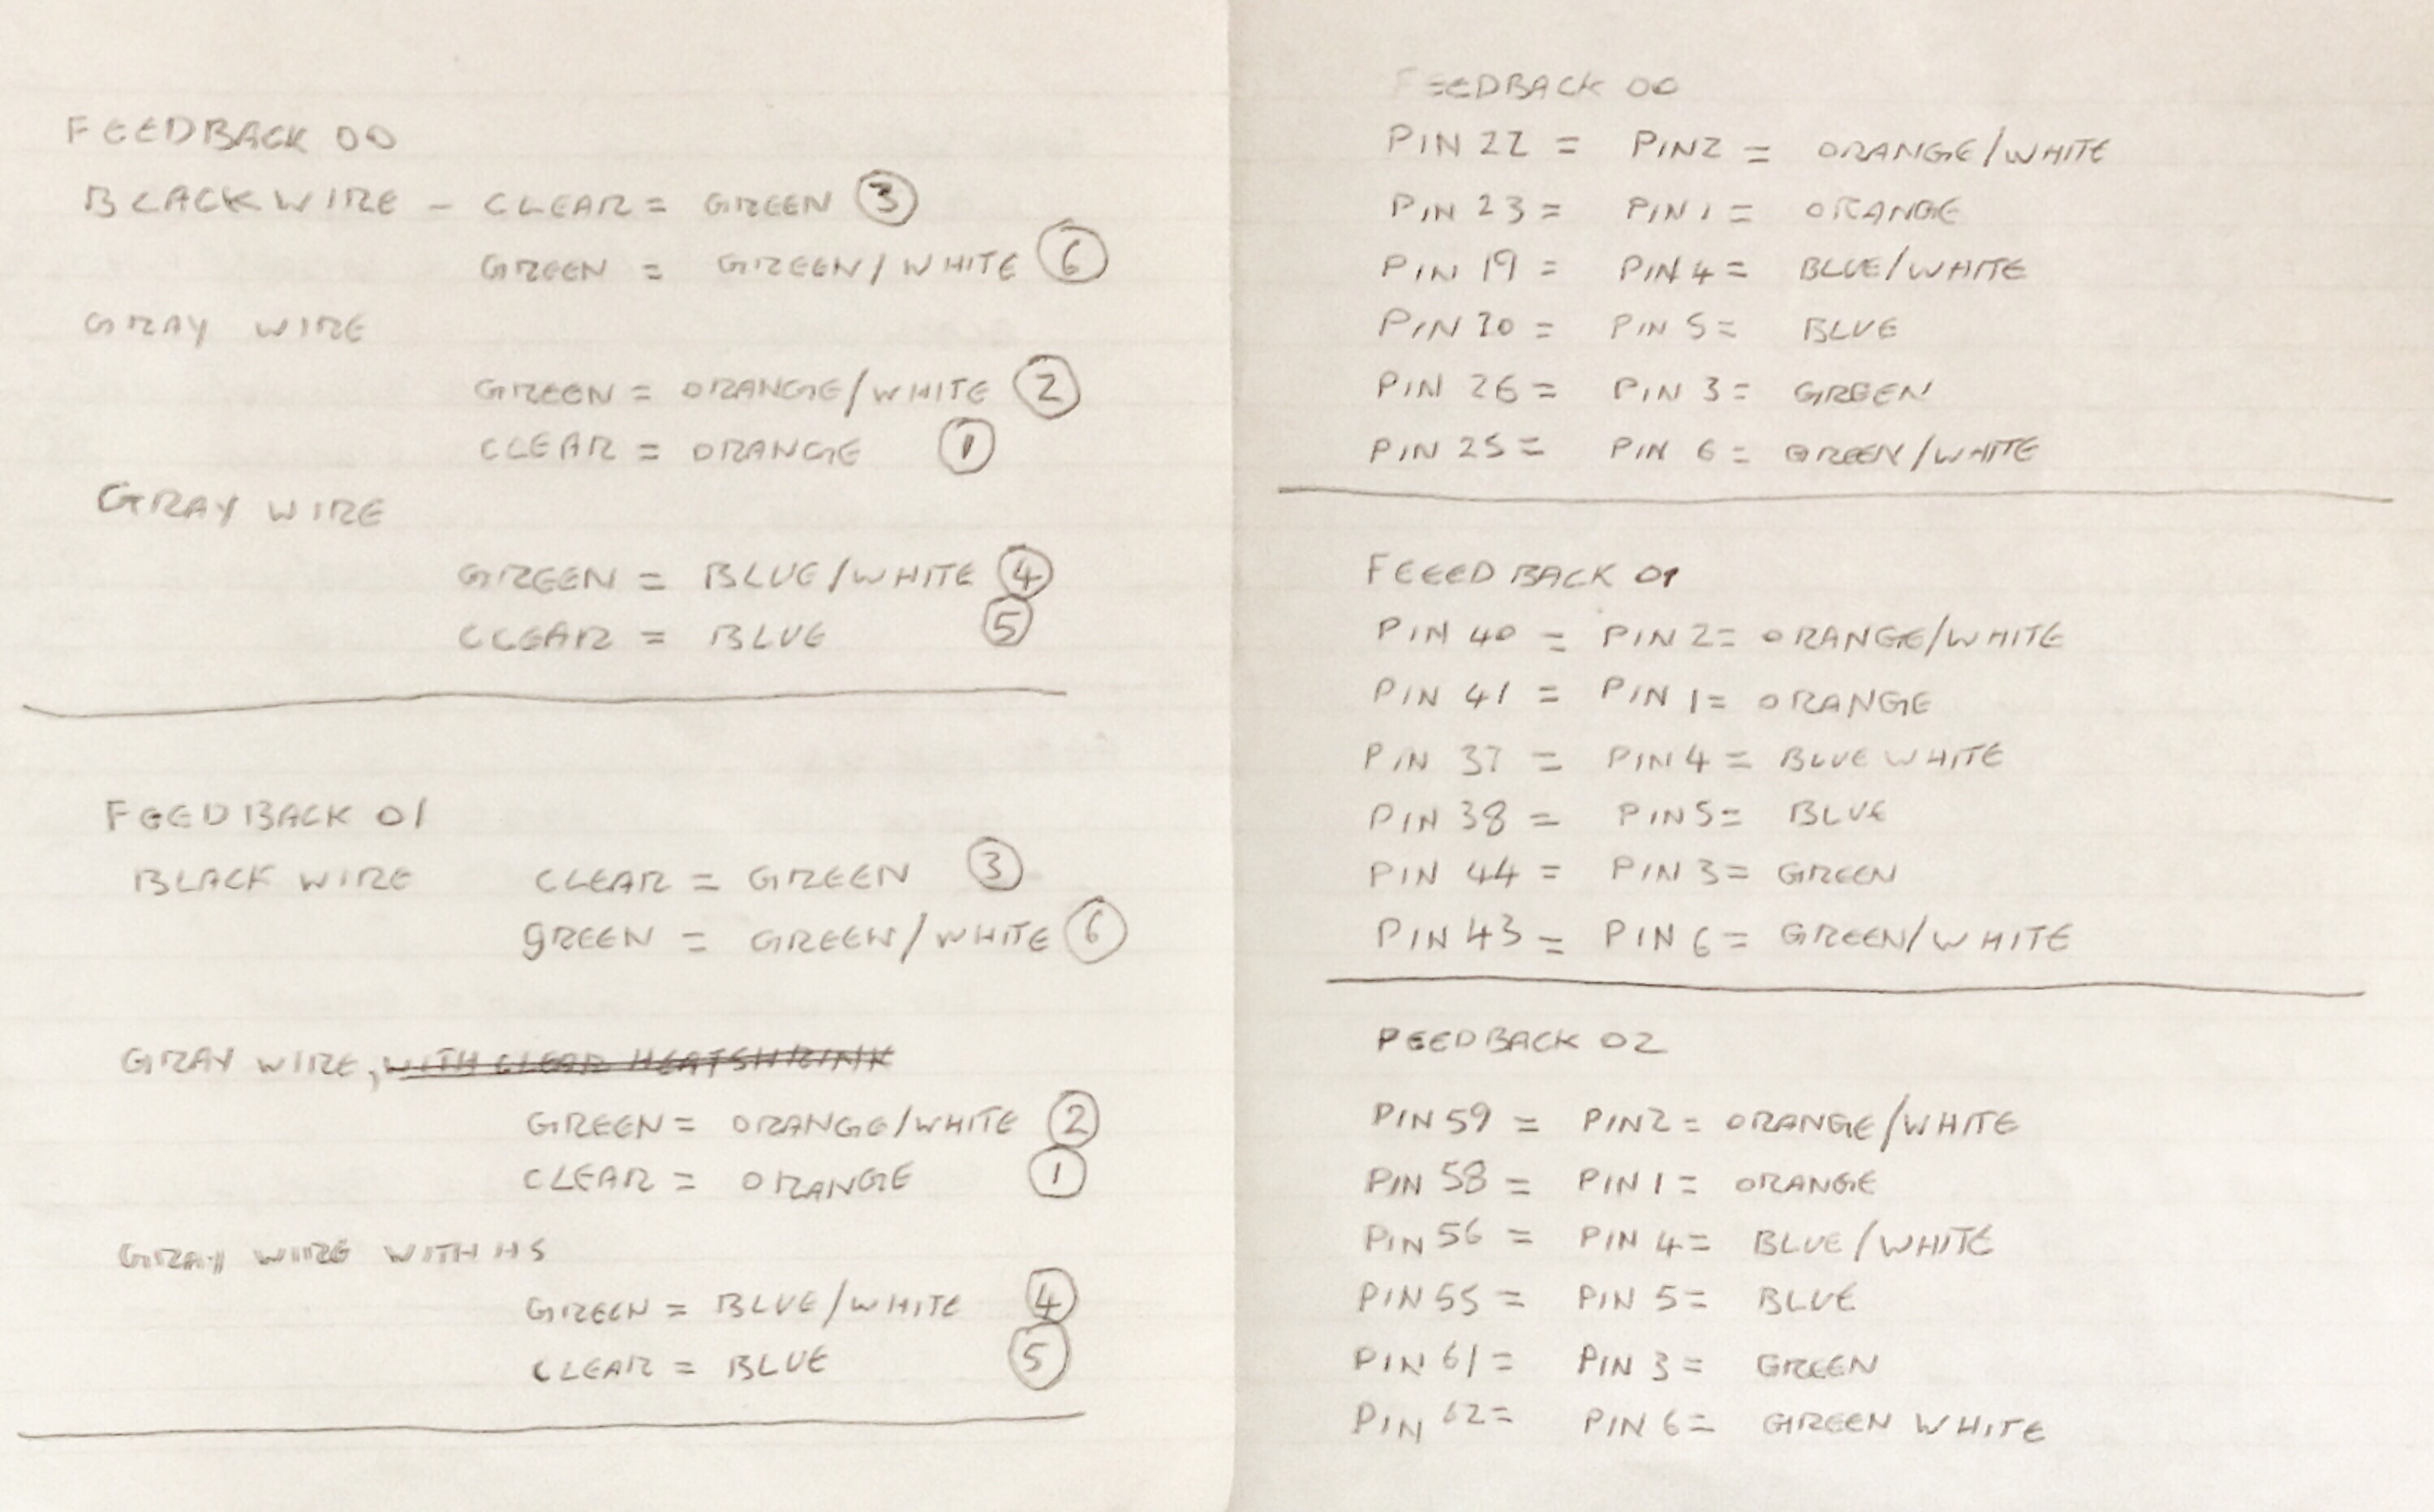 FEEDBACK 00
BLACK WIRE - CLEAR = GREEN 3
GREEN = GREEN/WHITE 6
GRAY WIRE
GREEN = ORANGE/WHITE 2
CLEAR = ORANGE 1
GRAY WIRE
GREEN = BLUE/WHITE 4
CLEAR = BLUE 5
FEEDBACK 01
BLACK WIRE CLEAR = GREEN 3
GREEN = GREEN/WHITE 6
GRAY WIRE, WITH CLEAR HEATSHRINK
GREEN = ORANGE/WHITE 2
CLEAR = ORANGE 1
GRAY WIRE WITH HS
GREEN = BLUE/WHITE 4
CLEAR = BLUE 5
FEEDBACK 00
PIN 22 = PIN 2 = ORANGE/WHITE
PIN 23 = PIN 1 = ORANGE
PIN 19 = PIN 4 = BLUE/WHITE
PIN 20 = PIN 5 = BLUE
PIN 26 = PIN 3 = GREEN
PIN 25 = PIN 6 = GREEN/WHITE
FEEEDBACK 01
PIN 40 = PIN 2 = ORANGE/WHITE
PIN 41 = PIN 1 = ORANGE
PIN 37 = PIN 4 = BLUE WHITE
PIN 38 = PIN 5 = BLUE
PIN 44 = PIN 3 = GREEN
PIN 43 = PIN 6 = GREEN/WHITE
FEEDBACK 02
PIN 59 = PIN 2 = ORANGE/WHITE
PIN 58 = PIN 1 = ORANGE
PIN 56 = PIN 4 = BLUE/WHITE
PIN 55 = PIN 5 = BLUE
PIN 61 = PIN 3 = GREEN
PIN 62 = PIN 6 = GREEN WHITE